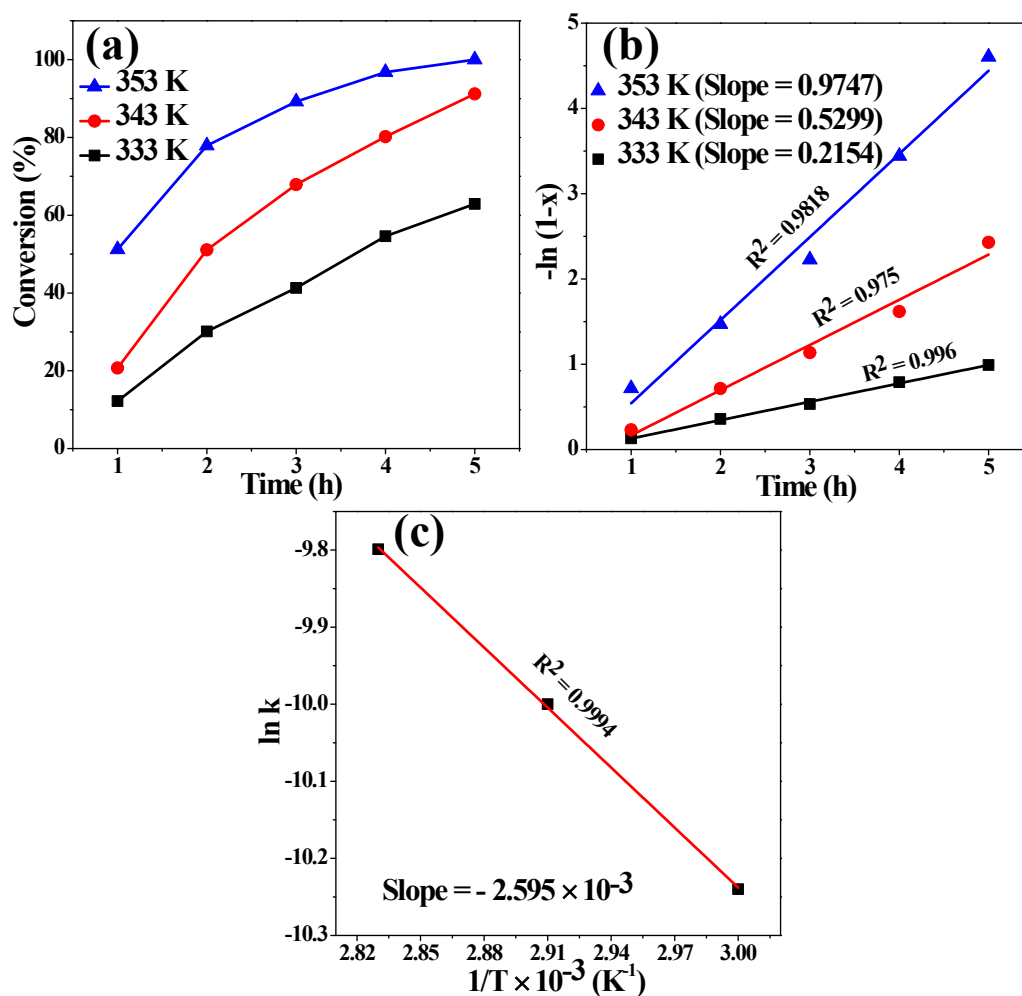 (a)
353 K
343 K
333 K
100
80
60
40
20
0
Conversion (%)
1 2 3 4 5
Time (h)
(b)
353 K (Slope = 0.9747)
343 K (Slope = 0.5299)
333 K (Slope = 0.2154)
R² = 0.9818
R² = 0.975
R² = 0.996
5
4
3
2
1
0
-ln (1-x)
1 2 3 4 5
Time (h)
(c)
R² = 0.9994
Slope = - 2.595 × 10⁻³
-9.8
-9.9
-10.0
-10.1
-10.2
-10.3
ln k
2.82 2.85 2.88 2.91 2.94 2.97 3.00
1/T × 10⁻³ (K⁻¹)